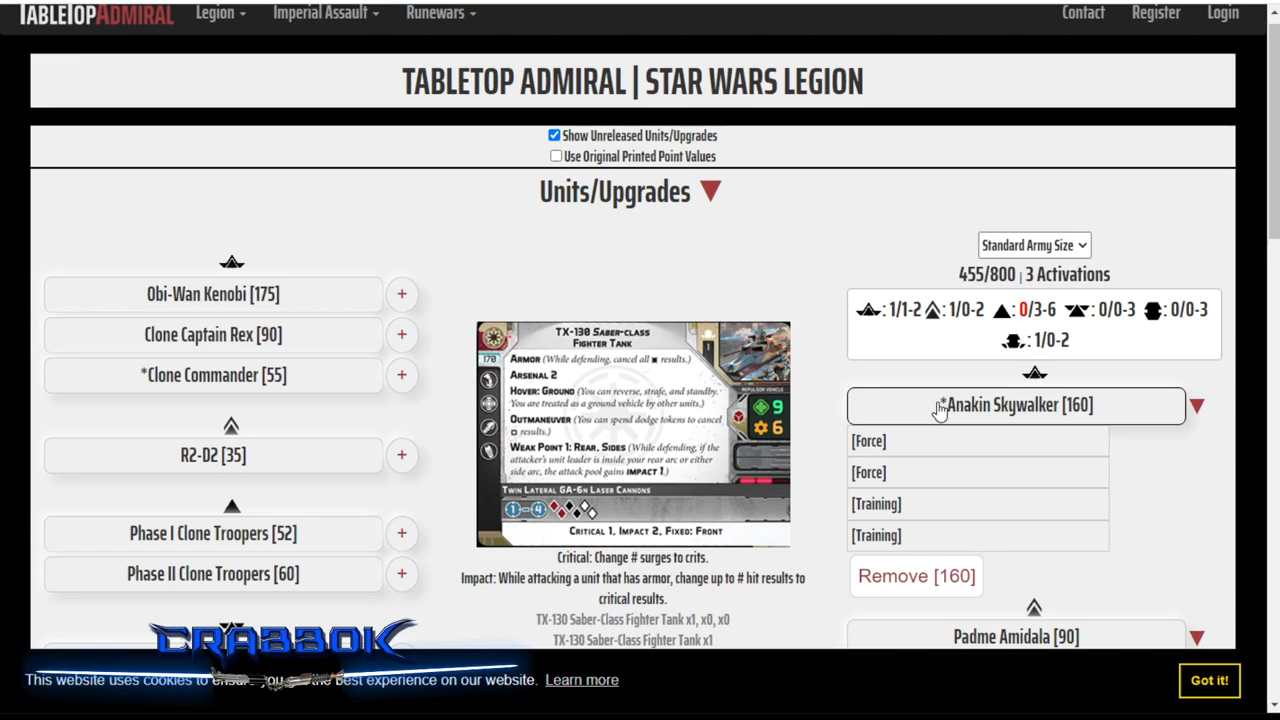 TABLETOPADMIRAL
Legion
Imperial Assault
Runewars
Contact
Register
Login
TABLETOP ADMIRAL | STAR WARS LEGION
Show Unreleased Units/Upgrades
Use Original Printed Point Values
Units/Upgrades
Obi-Wan Kenobi [175]
+
Clone Captain Rex [90]
+
*Clone Commander [55]
+
R2-D2 [35]
+
Phase I Clone Troopers [52]
+
Phase II Clone Troopers [60]
+
TX-130 SABER-CLASS
FIGHTER TANK
1
170
ARMOR (While defending, cancel all results.)
ARSENAL 2
HOVER: GROUND (You can reverse, strafe, and standby.
You are treated as a ground vehicle by other units.)
OUTMANEUVER (You can spend dodge tokens to cancel
results.)
WEAK POINT 1: REAR, SIDES (While defending, if the
attacker's unit leader is inside your rear arc or either
side arc, the attack pool gains IMPACT 1.)
9
6
TWIN LATERAL GA-6N LASER CANNONS
1-4
CRITICAL 1, IMPACT 2, FIXED: FRONT
Critical: Change # surges to crits.
Impact: While attacking a unit that has armor, change up to # hit results to
critical results.
TX-130 Saber-Class Fighter Tank x1, x0, x0
TX-130 Saber-Class Fighter Tank x1
Standard Army Size
455/800 | 3 Activations
: 1/1-2 : 1/0-2 : 0/3-6 : 0/0-3 : 0/0-3
: 1/0-2
*Anakin Skywalker [160]
[Force]
[Force]
[Training]
[Training]
Remove [160]
Padme Amidala [90]
CRABBOK
This website uses cookies to ensure you get the best experience on our website. Learn more
Got it!